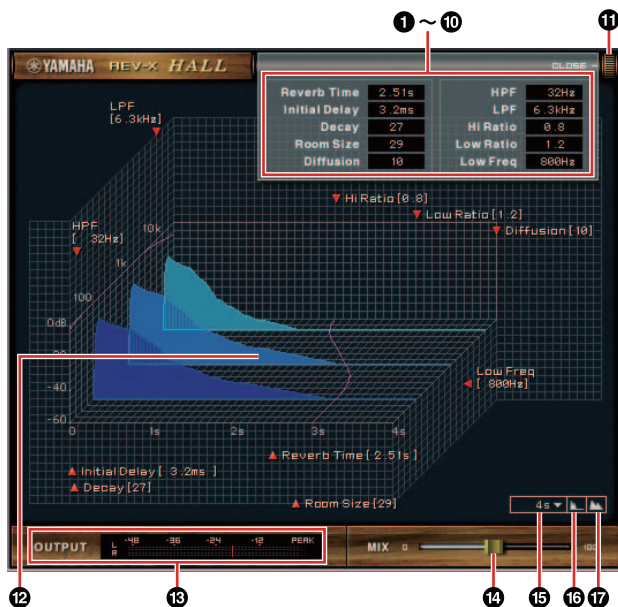 ❶～❿
⓫
YAMAHA REV-X HALL
CLOSE
Reverb Time 2.51s
Initial Delay 3.2ms
Decay 27
Room Size 29
Diffusion 10
HPF 32Hz
LPF 6.3kHz
Hi Ratio 0.8
Low Ratio 1.2
Low Freq 800Hz
LPF
[6.3kHz]
Hi Ratio[0.8]
Low Ratio[1.2]
Diffusion[10]
HPF
[ 32Hz]
10k
1k
100
0dB
-20
-40
-60
0 1s 2s 3s 4s
Low Freq
[ 800Hz]
Reverb Time[ 2.51s ]
Initial Delay[ 3.2ms ]
Decay[27]
Room Size[29]
4s
OUTPUT
L
R
-48 -36 -24 -12 PEAK
MIX 0 100
⓬ ⓭ ⓮ ⓯ ⓰ ⓱